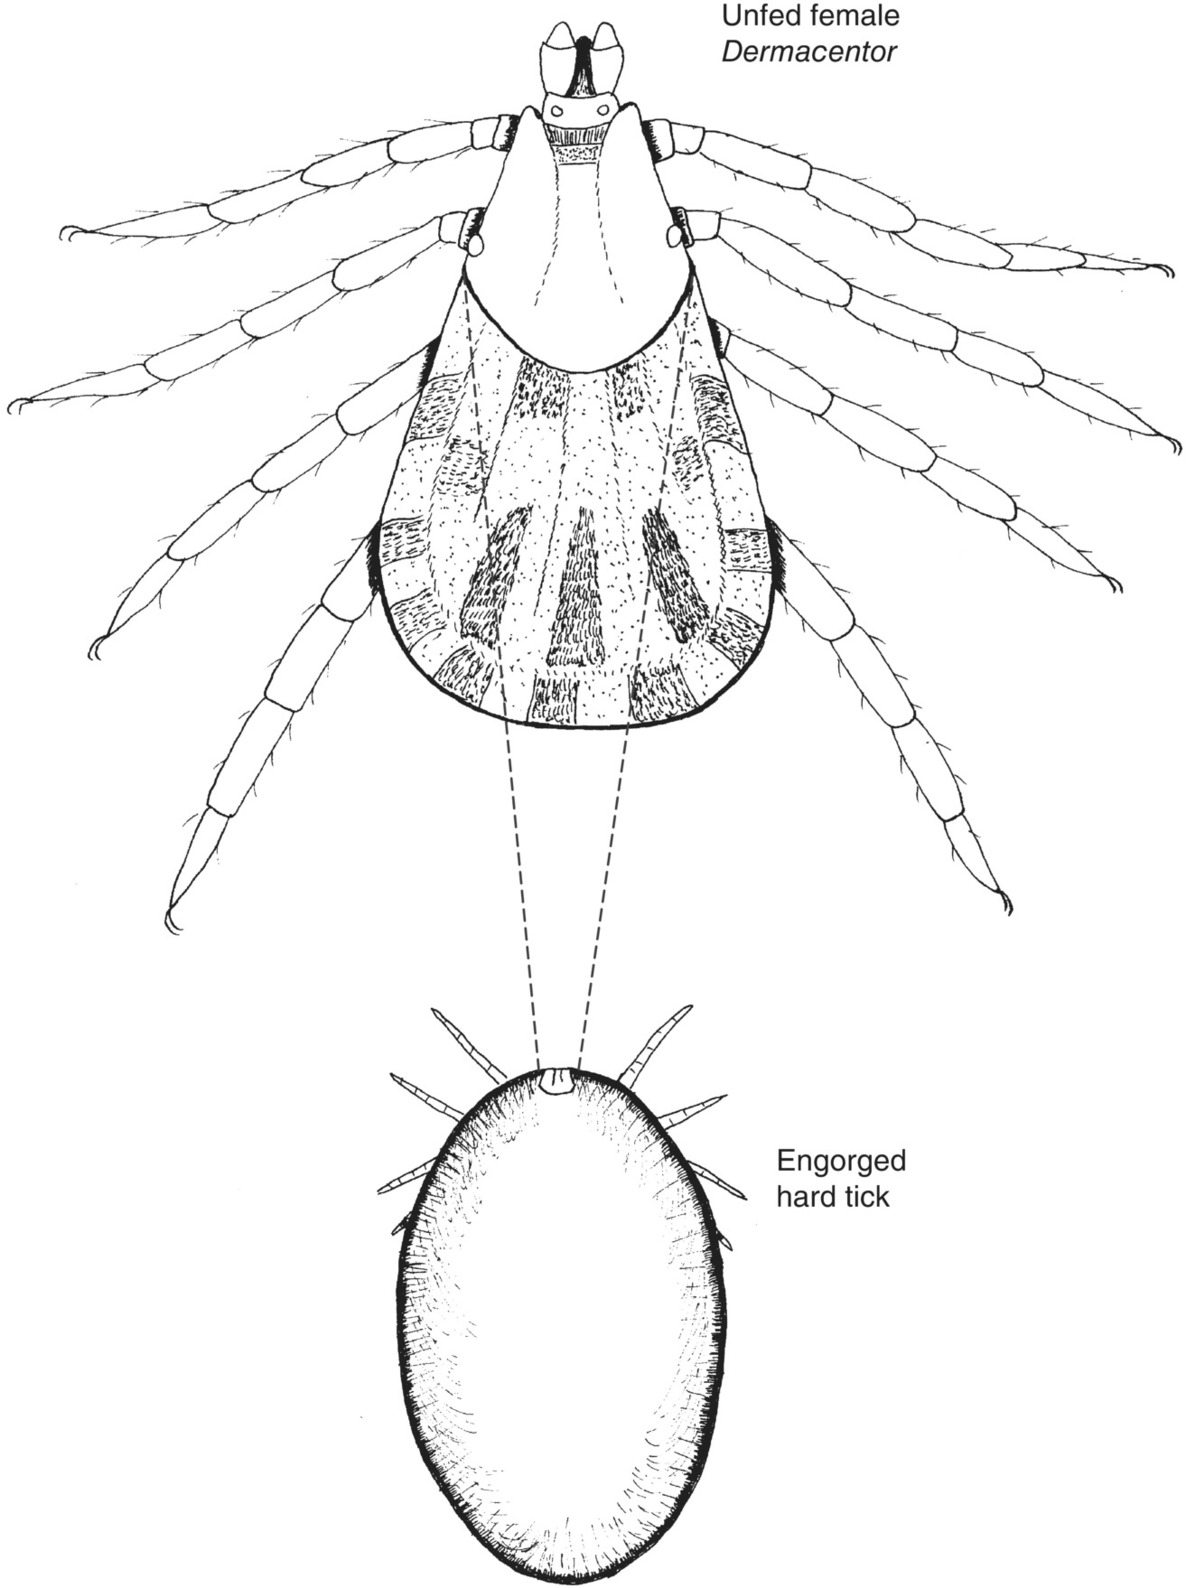 Unfed female
Dermacentor
Engorged
hard tick